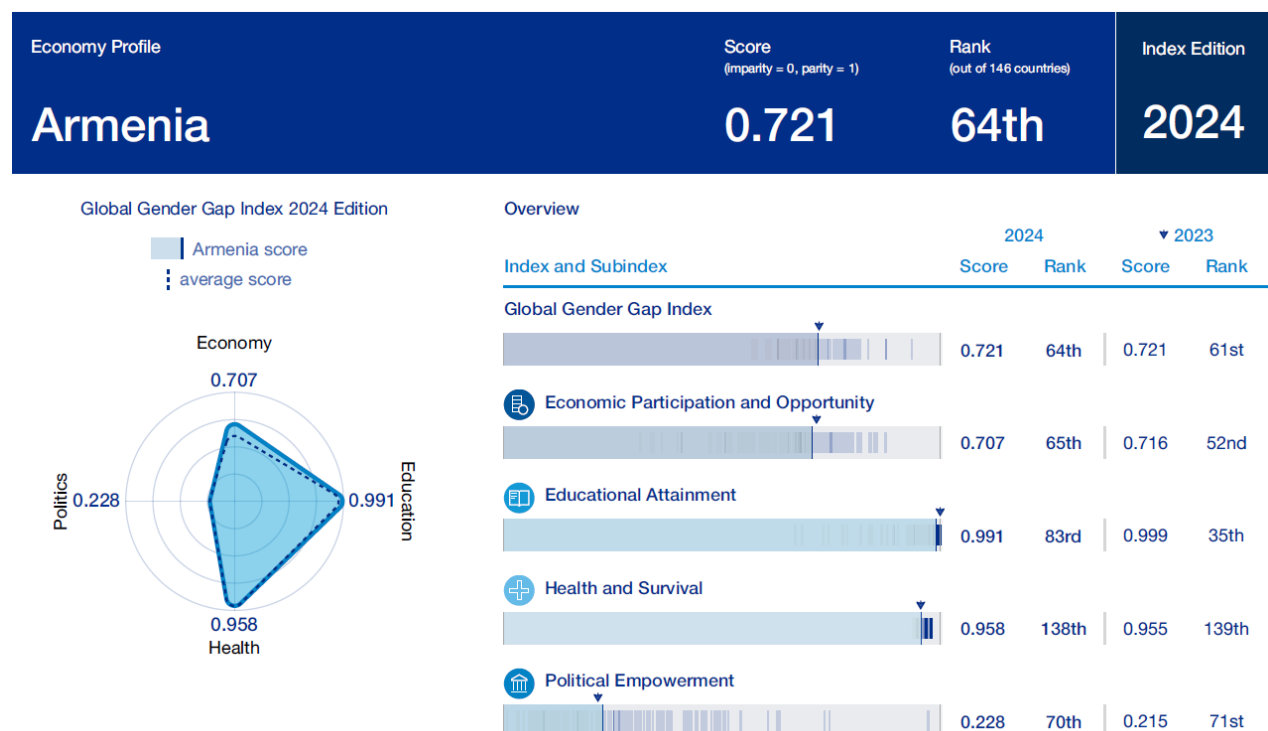 Economy Profile
Score
(imparity = 0, parity = 1)
Rank
(out of 146 countries)
Index Edition
Armenia
0.721
64th
2024
Global Gender Gap Index 2024 Edition
Armenia score
average score
Economy
0.707
Politics
0.228
0.991
Education
0.958
Health
Overview
2024
2023
Index and Subindex
Score
Rank
Score
Rank
Global Gender Gap Index
0.721 64th 0.721 61st
Economic Participation and Opportunity
0.707 65th 0.716 52nd
Educational Attainment
0.991 83rd 0.999 35th
Health and Survival
0.958 138th 0.955 139th
Political Empowerment
0.228 70th 0.215 71st